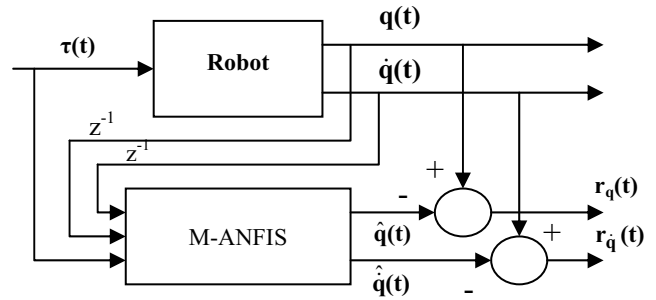 q(t)
τ(t)
Robot
q̇(t)
z⁻¹
z⁻¹
+
r_q(t)
-
M-ANFIS
q̂(t)
+
r_q̇(t)
q̇̂(t)
-